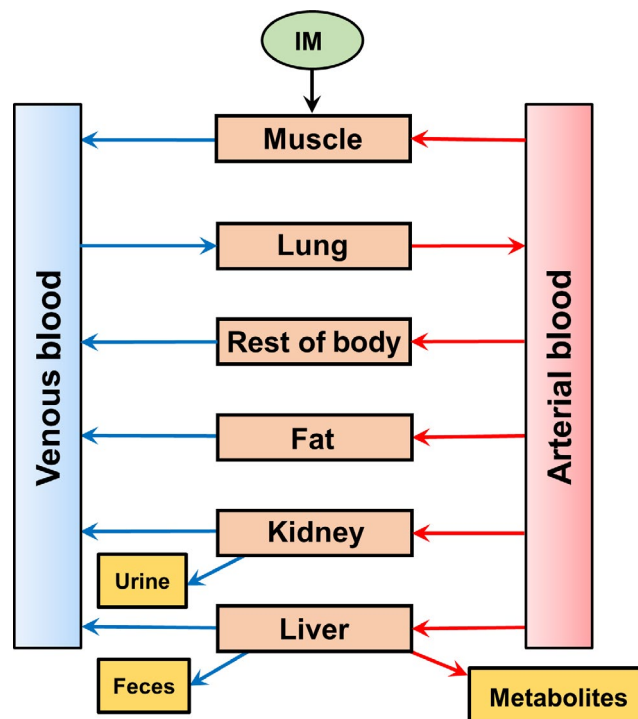 IM
Muscle
Lung
Rest of body
Fat
Kidney
Liver
Venous blood
Arterial blood
Urine
Feces
Metabolites